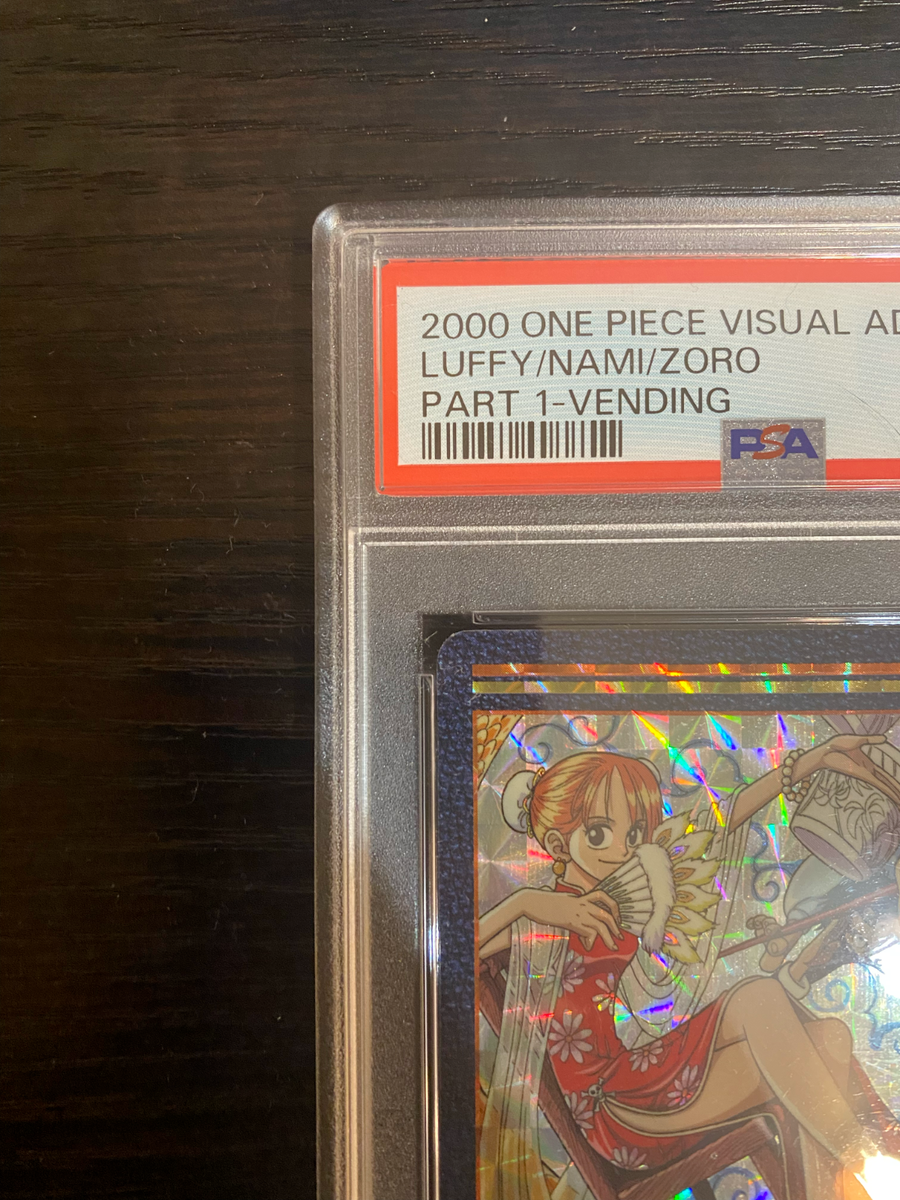 2000 ONE PIECE VISUAL AD
LUFFY/NAMI/ZORO
PART 1-VENDING
PSA